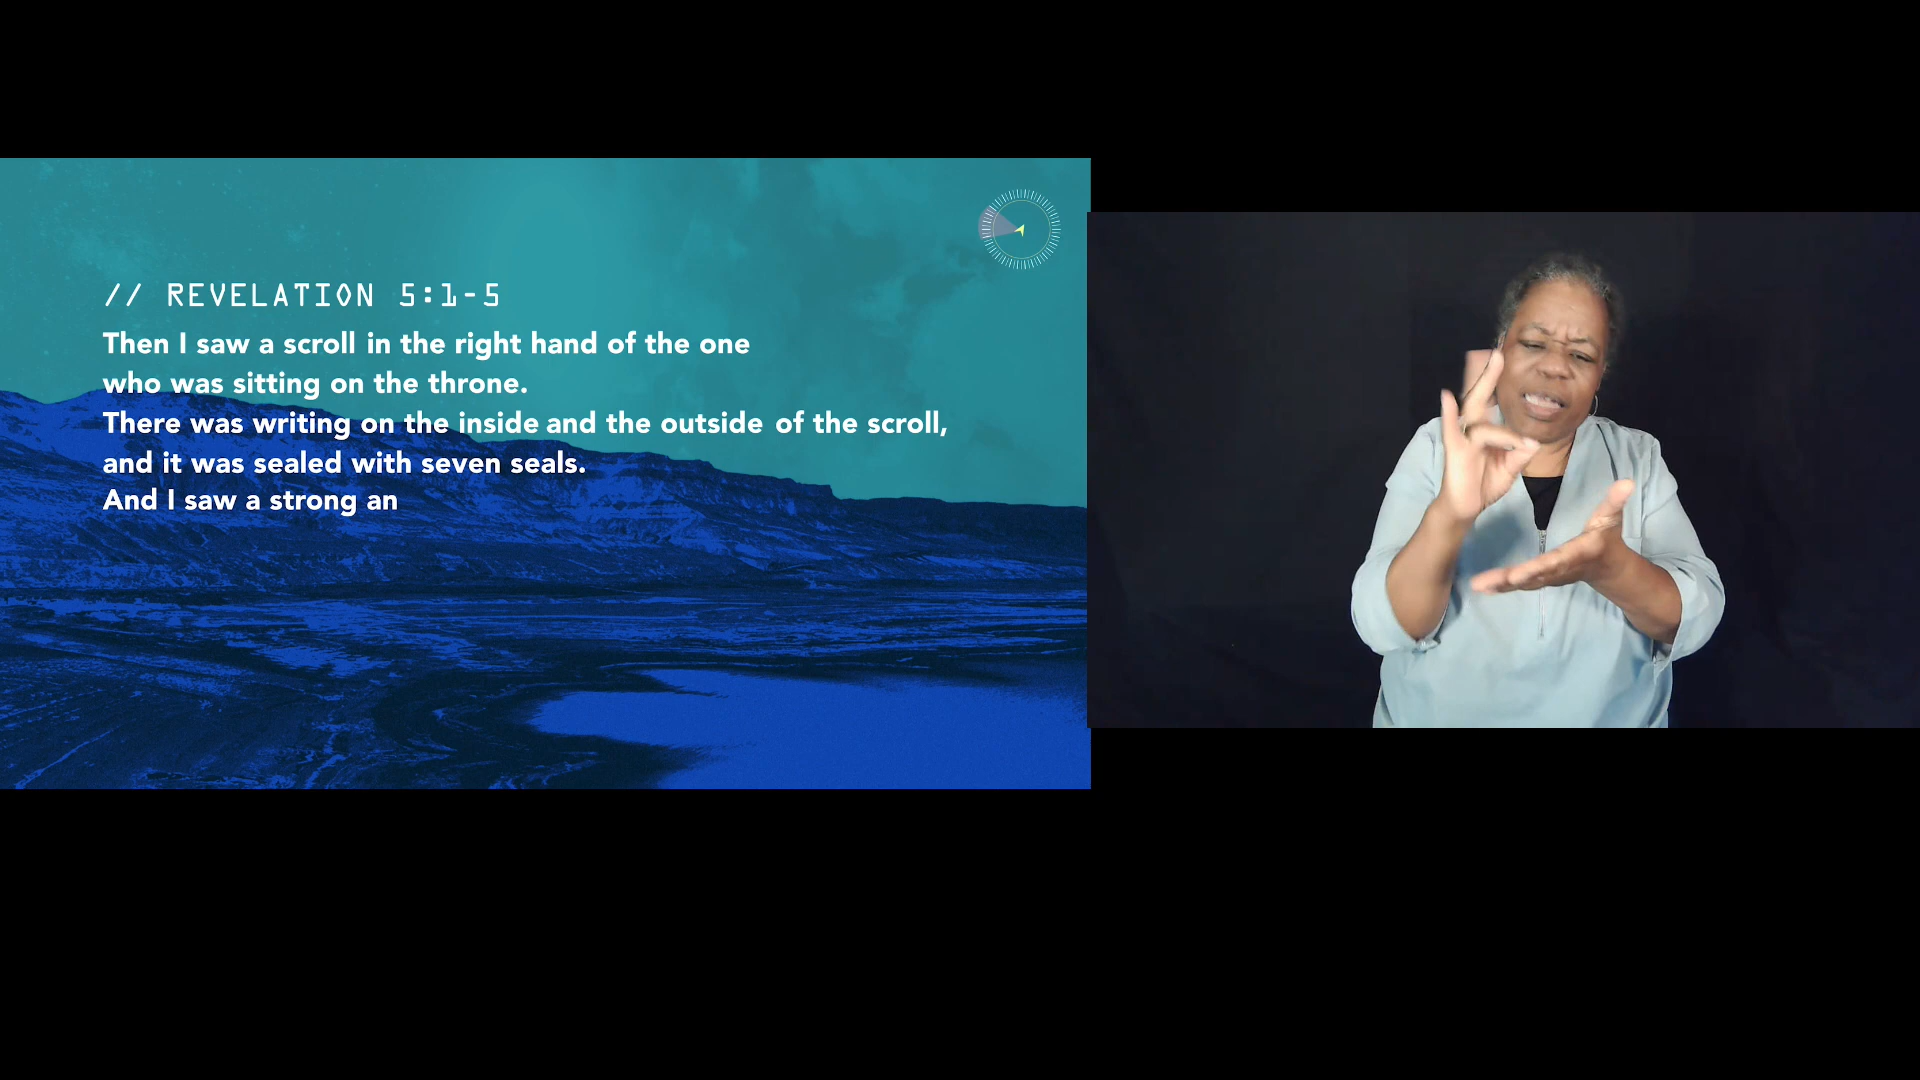 // REVELATION 5:1-5
Then I saw a scroll in the right hand of the one
who was sitting on the throne.
There was writing on the inside and the outside of the scroll,
and it was sealed with seven seals.
And I saw a strong an